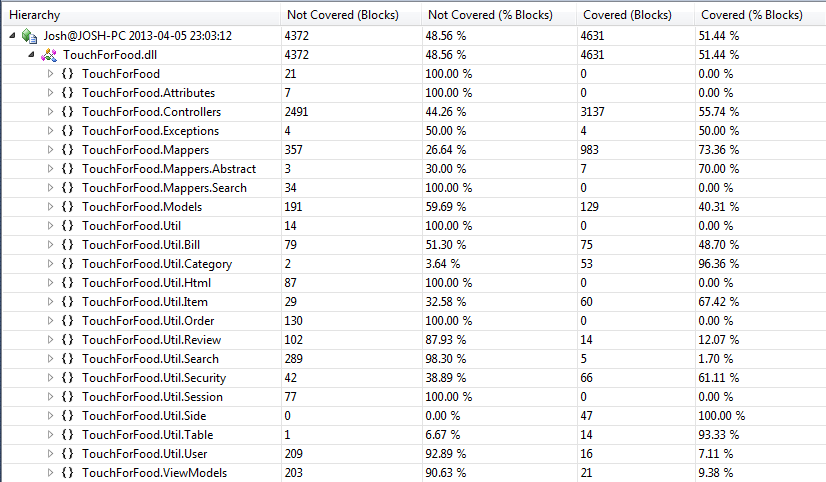 Hierarchy Not Covered (Blocks) Not Covered (% Blocks) Covered (Blocks) Covered (% Blocks)
Josh@JOSH-PC 2013-04-05 23:03:12 4372 48.56 % 4631 51.44 %
TouchForFood.dll 4372 48.56 % 4631 51.44 %
{} TouchForFood 21 100.00 % 0 0.00 %
{} TouchForFood.Attributes 7 100.00 % 0 0.00 %
{} TouchForFood.Controllers 2491 44.26 % 3137 55.74 %
{} TouchForFood.Exceptions 4 50.00 % 4 50.00 %
{} TouchForFood.Mappers 357 26.64 % 983 73.36 %
{} TouchForFood.Mappers.Abstract 3 30.00 % 7 70.00 %
{} TouchForFood.Mappers.Search 34 100.00 % 0 0.00 %
{} TouchForFood.Models 191 59.69 % 129 40.31 %
{} TouchForFood.Util 14 100.00 % 0 0.00 %
{} TouchForFood.Util.Bill 79 51.30 % 75 48.70 %
{} TouchForFood.Util.Category 2 3.64 % 53 96.36 %
{} TouchForFood.Util.Html 87 100.00 % 0 0.00 %
{} TouchForFood.Util.Item 29 32.58 % 60 67.42 %
{} TouchForFood.Util.Order 130 100.00 % 0 0.00 %
{} TouchForFood.Util.Review 102 87.93 % 14 12.07 %
{} TouchForFood.Util.Search 289 98.30 % 5 1.70 %
{} TouchForFood.Util.Security 42 38.89 % 66 61.11 %
{} TouchForFood.Util.Session 77 100.00 % 0 0.00 %
{} TouchForFood.Util.Side 0 0.00 % 47 100.00 %
{} TouchForFood.Util.Table 1 6.67 % 14 93.33 %
{} TouchForFood.Util.User 209 92.89 % 16 7.11 %
{} TouchForFood.ViewModels 203 90.63 % 21 9.38 %